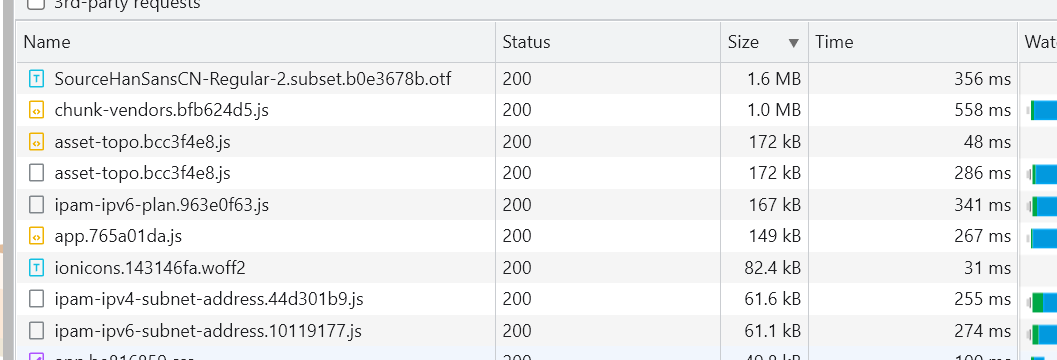 3rd-party requests
Name Status Size ▼ Time Wat
SourceHanSansCN-Regular-2.subset.b0e3678b.otf 200 1.6 MB 356 ms
chunk-vendors.bfb624d5.js 200 1.0 MB 558 ms
asset-topo.bcc3f4e8.js 200 172 kB 48 ms
asset-topo.bcc3f4e8.js 200 172 kB 286 ms
ipam-ipv6-plan.963e0f63.js 200 167 kB 341 ms
app.765a01da.js 200 149 kB 267 ms
ionicons.143146fa.woff2 200 82.4 kB 31 ms
ipam-ipv4-subnet-address.44d301b9.js 200 61.6 kB 255 ms
ipam-ipv6-subnet-address.10119177.js 200 61.1 kB 274 ms
200